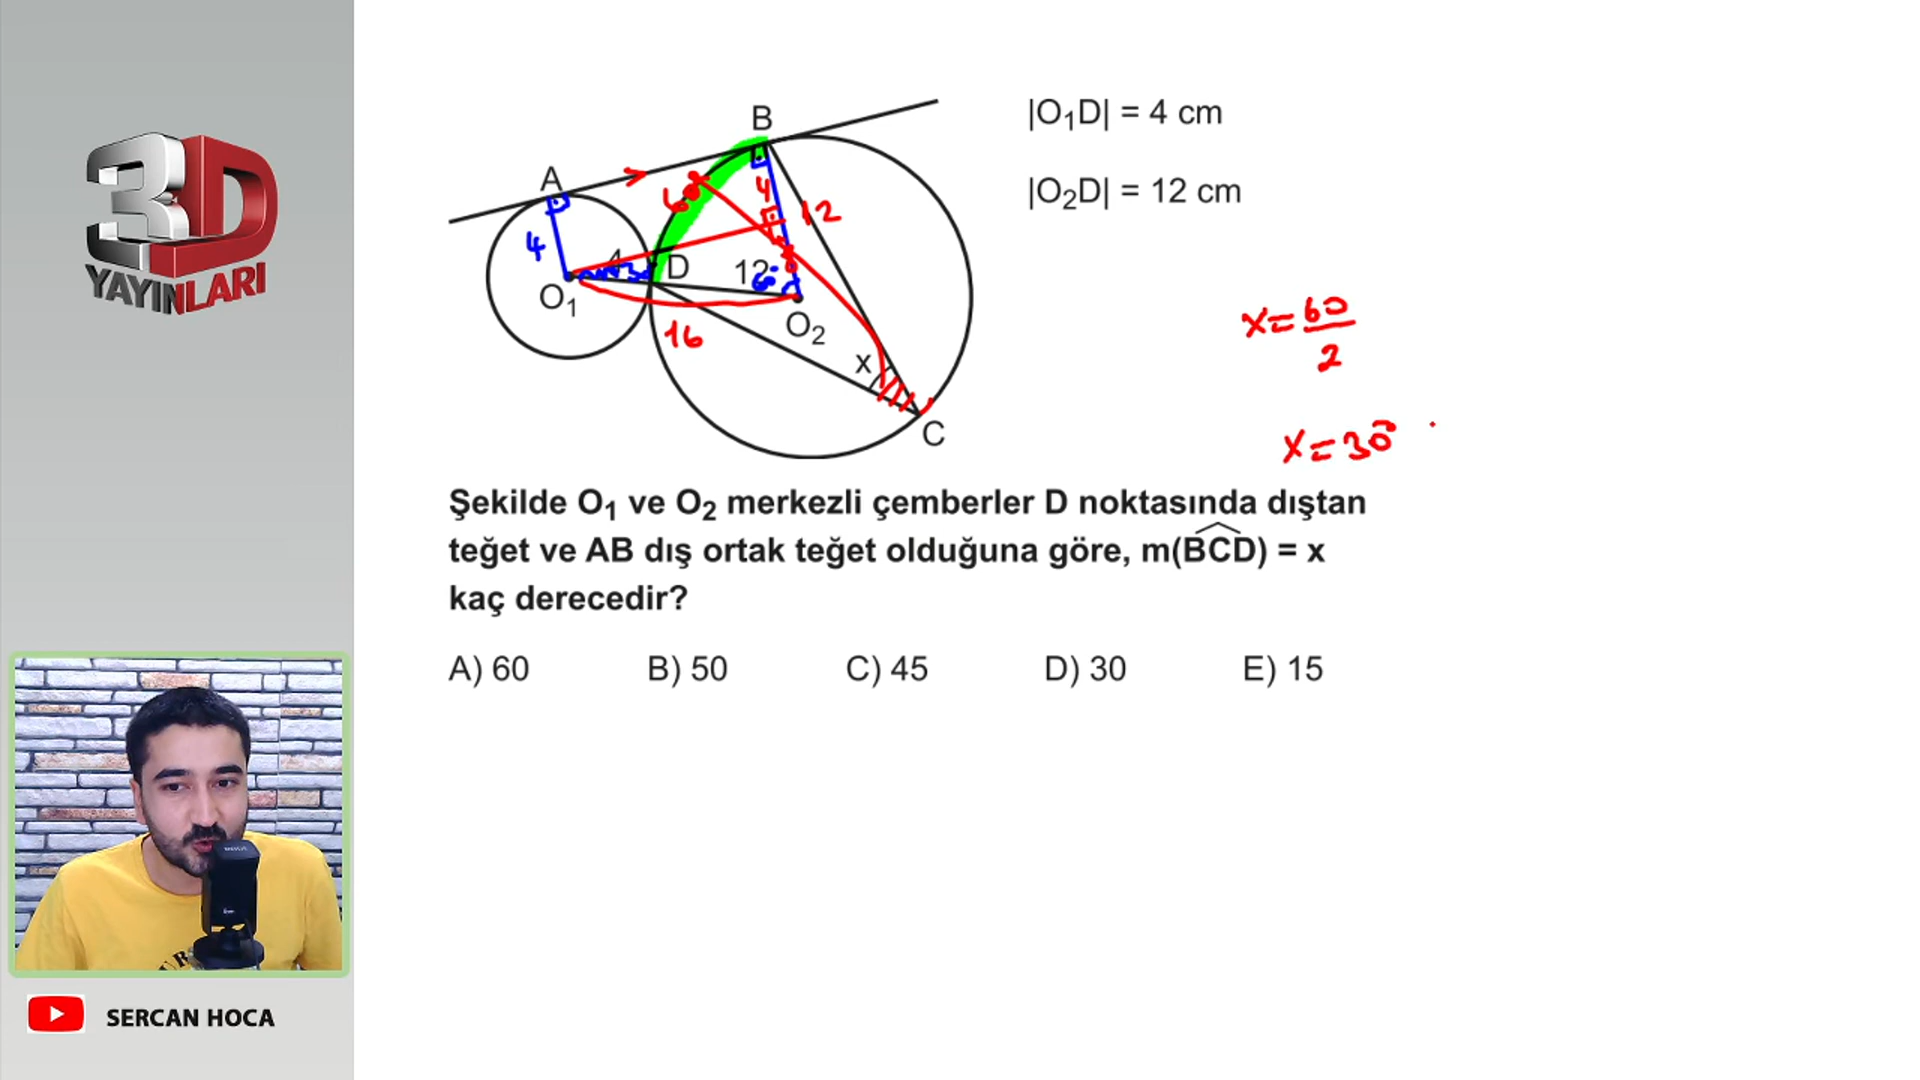 3D
YAYINLARI
B
|O₁D| = 4 cm
A
6
4
12
|O₂D| = 12 cm
4
4
D
12
60
O₁
O₂
16
x
x = 60/2
C
x = 30°
Şekilde O₁ ve O₂ merkezli çemberler D noktasında dıştan
teğet ve AB dış ortak teğet olduğuna göre, m(BCD) = x
kaç derecedir?
A) 60 B) 50 C) 45 D) 30 E) 15
SERCAN HOCA